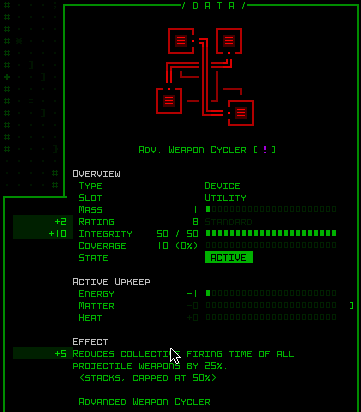 / D A T A /
Adv. Weapon Cycler [!]
Overview
Type Device
Slot Utility
Mass 1
+2 Rating 8 Standard
+10 Integrity 50 / 50
Coverage 10 (0%)
State ACTIVE
Active Upkeep
Energy -1
Matter -0
Heat +0
Effect
+5 Reduces collective firing time of all
projectile weapons by 25%.
<stacks, capped at 50%>
Advanced Weapon Cycler